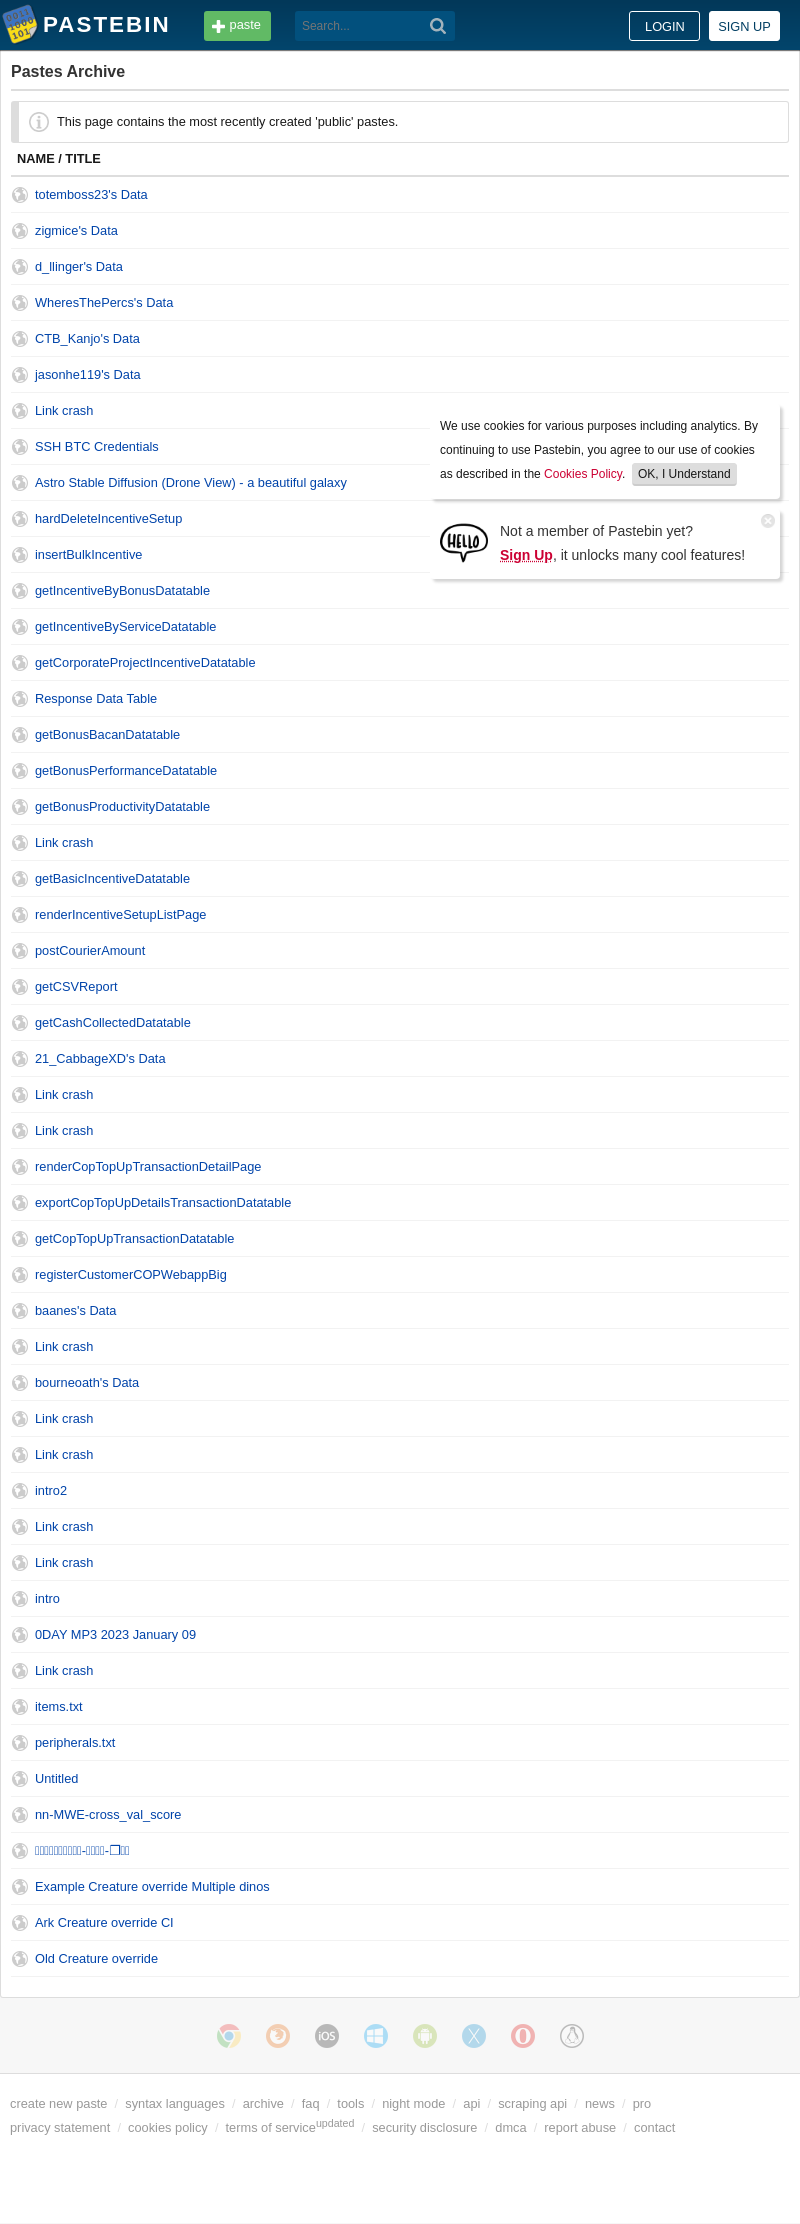 PASTEBIN paste Search... LOGIN SIGN UP
Pastes Archive
This page contains the most recently created 'public' pastes.
NAME / TITLE
totemboss23's Data
zigmice's Data
d_llinger's Data
WheresThePercs's Data
CTB_Kanjo's Data
jasonhe119's Data
Link crash
SSH BTC Credentials
Astro Stable Diffusion (Drone View) - a beautiful galaxy
hardDeleteIncentiveSetup
insertBulkIncentive
We use cookies for various purposes including analytics. By
continuing to use Pastebin, you agree to our use of cookies
as described in the Cookies Policy. OK, I Understand
HELLO
Not a member of Pastebin yet?
Sign Up, it unlocks many cool features!
getIncentiveByBonusDatatable
getIncentiveByServiceDatatable
getCorporateProjectIncentiveDatatable
Response Data Table
getBonusBacanDatatable
getBonusPerformanceDatatable
getBonusProductivityDatatable
Link crash
getBasicIncentiveDatatable
renderIncentiveSetupListPage
postCourierAmount
getCSVReport
getCashCollectedDatatable
21_CabbageXD's Data
Link crash
Link crash
renderCopTopUpTransactionDetailPage
exportCopTopUpDetailsTransactionDatatable
getCopTopUpTransactionDatatable
registerCustomerCOPWebappBig
baanes's Data
Link crash
bourneoath's Data
Link crash
Link crash
intro2
Link crash
Link crash
intro
0DAY MP3 2023 January 09
Link crash
items.txt
peripherals.txt
Untitled
nn-MWE-cross_val_score
Example Creature override Multiple dinos
Ark Creature override CI
Old Creature override
iOS
create new paste / syntax languages / archive / faq / tools / night mode / api / scraping api / news / pro
privacy statement / cookies policy / terms of service updated / security disclosure / dmca / report abuse / contact